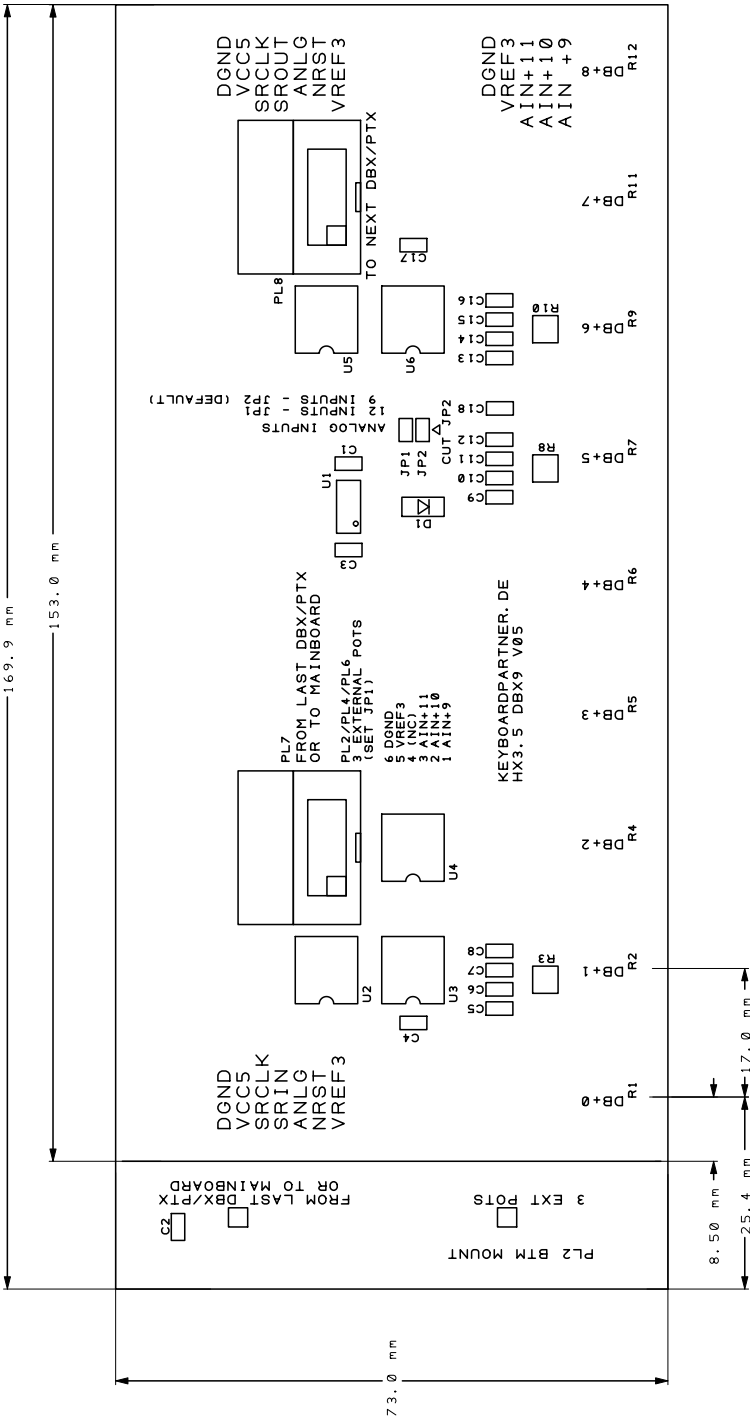 169.9 mm
153.0 mm
DGND
VCC5
SRCLK
SROUT
ANLG
NRST
VREF3
DGND
VREF3
AIN+11
AIN+10
AIN +9
DB+8 R12
DB+7 R11
TO NEXT DBX/PTX
PL8
C17
U5
U6
C16
C15
C14
C13
R10
DB+6 R9
ANALOG INPUTS
12 INPUTS - JP1
9 INPUTS - JP2 (DEFAULT)
JP1
JP2
CUT JP2
C18
C12
C11
C10
C9
R8
DB+5 R7
C1
U1
C3
D1
DB+4 R6
PL7
FROM LAST DBX/PTX
OR TO MAINBOARD
PL2/PL4/PL6
3 EXTERNAL POTS
(SET JP1)
6 DGND
5 VREF3
4 (NC)
3 AIN+11
2 AIN+10
1 AIN+9
KEYBOARDPARTNER.DE
HX3.5 DBX9 V05
DB+3 R5
DB+2 R4
U4
U2
U3
C8
C7
C6
C5
C4
R3
DB+1 R2
DGND
VCC5
SRCLK
SRIN
ANLG
NRST
VREF3
DB+0 R1
FROM LAST DBX/PTX
OR TO MAINBOARD
C2
3 EXT POTS
PL2 BTM MOUNT
17.0 mm
8.50 mm
25.4 mm
73.0 mm